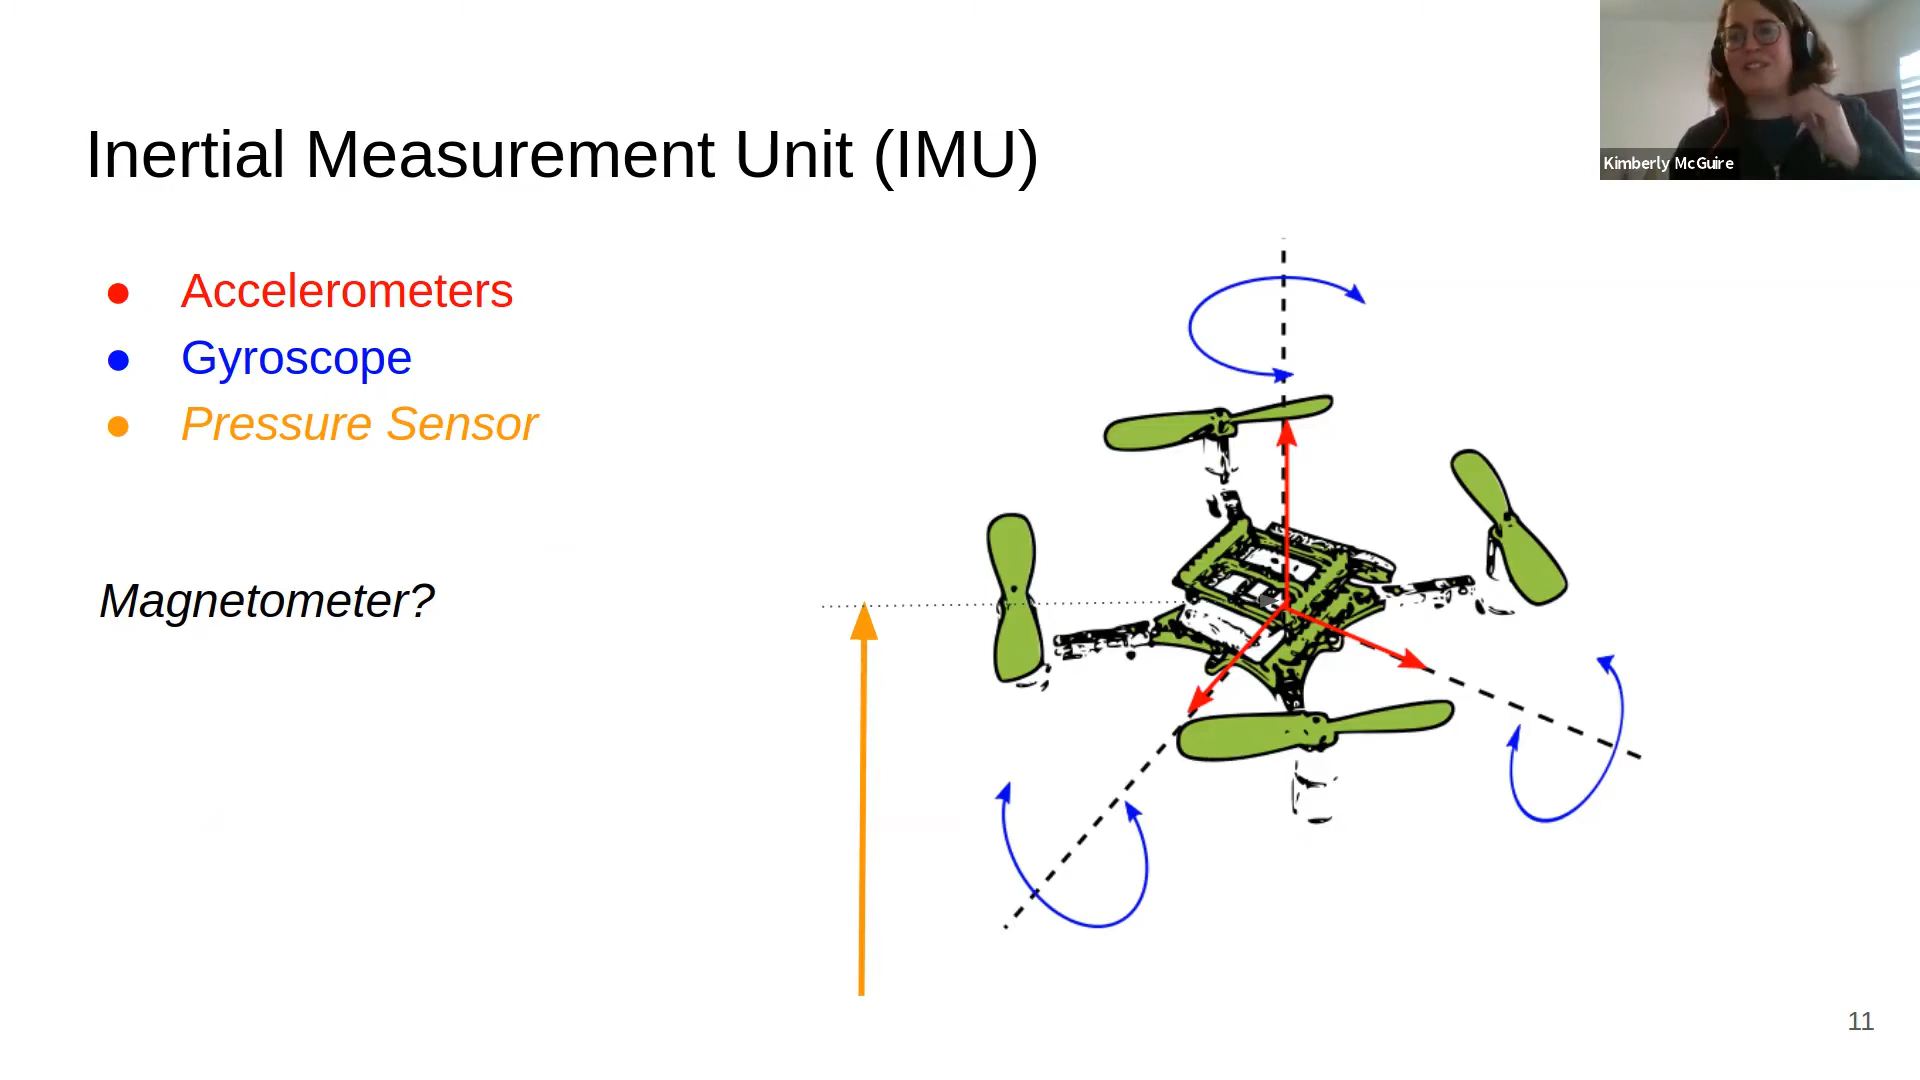 Kimberly McGuire
Inertial Measurement Unit (IMU)
● Accelerometers
● Gyroscope
● Pressure Sensor
Magnetometer?
11